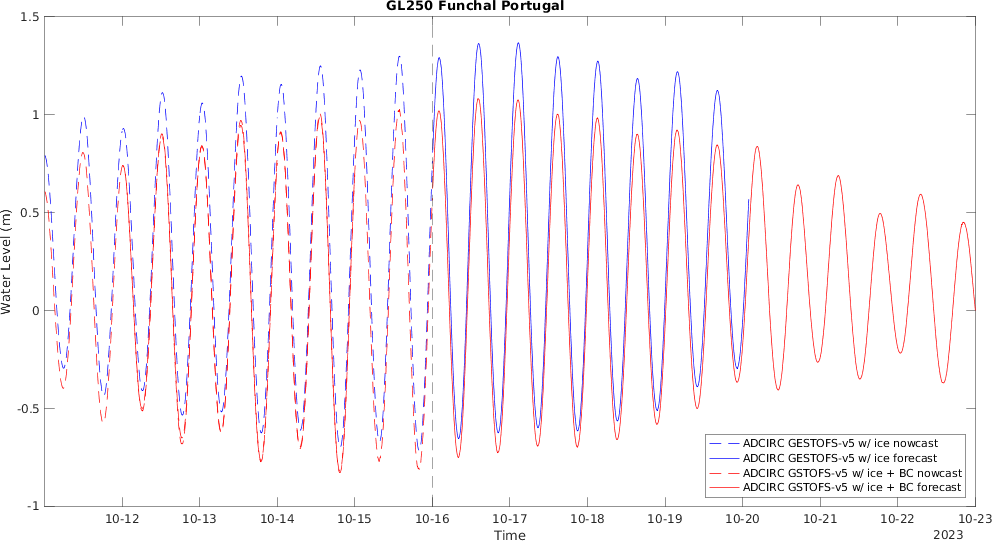 GL250 Funchal Portugal
1.5
1
0.5
0
-0.5
-1
Water Level (m)
10-12 10-13 10-14 10-15 10-16 10-17 10-18 10-19 10-20 10-21 10-22 10-23
Time
2023
ADCIRC GESTOFS-v5 w/ ice nowcast
ADCIRC GESTOFS-v5 w/ ice forecast
ADCIRC GSTOFS-v5 w/ ice + BC nowcast
ADCIRC GSTOFS-v5 w/ ice + BC forecast